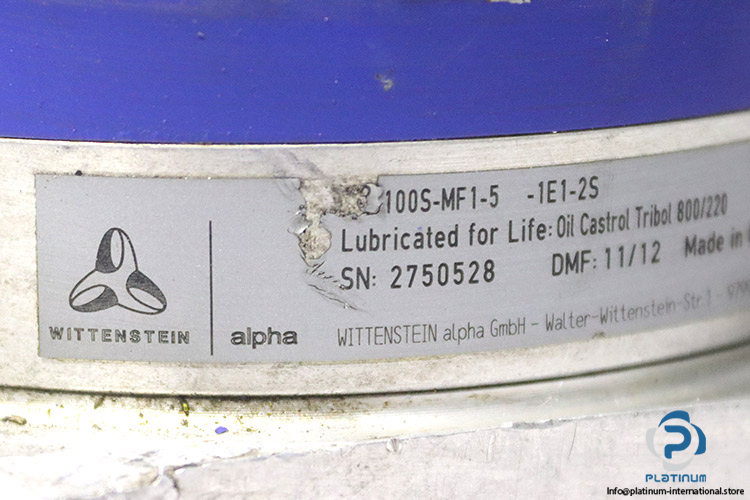 100S-MF1-5 -1E1-2S
Lubricated for Life: Oil Castrol Tribol 800/220
SN: 2750528 DMF: 11/12 Made in
WITTENSTEIN alpha
WITTENSTEIN alpha GmbH - Walter-Wittenstein-Str 1 -
PLATINUM
Info@platinum-international.store